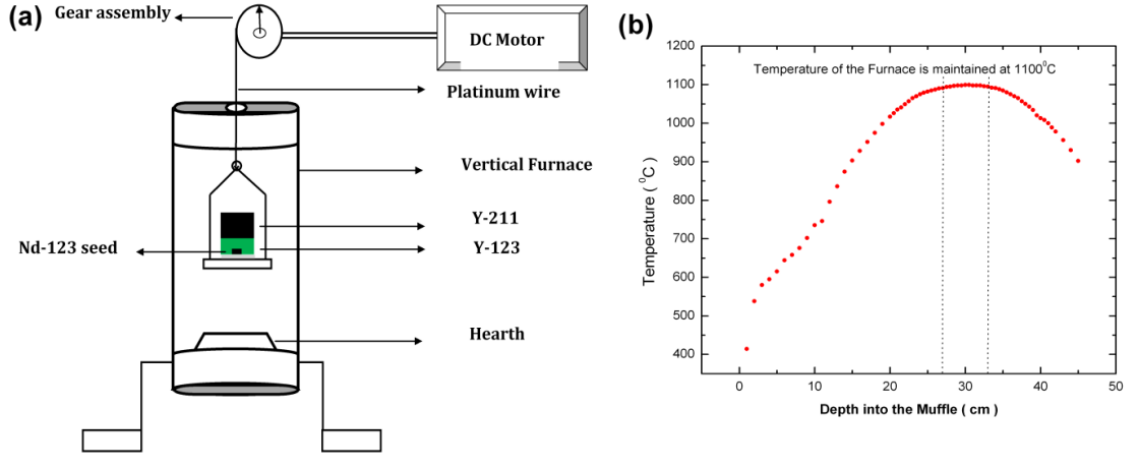 (a)
Gear assembly
DC Motor
Platinum wire
Vertical Furnace
Y-211
Nd-123 seed
Y-123
Hearth
(b)
Temperature of the Furnace is maintained at 1100⁰C
1200
1100
1000
900
800
700
600
500
400
Temperature ( ⁰C)
0
10
20
30
40
50
Depth into the Muffle ( cm )